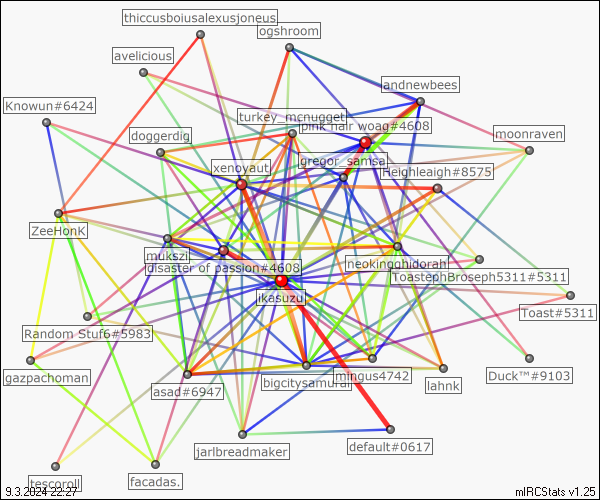 thiccusboiusalexusjoneus
ogshroom
avelicious
andnewbees
Knowun#6424
turkey_mcnugget
pink hair woag#4608
doggerdig
moonraven
gregor_samsa
xenoyaut
Heighleigh#8575
ZeeHonK
mukszi
neokingghidorah
disaster of passion#4608
ToastephBroseph5311#5311
ikasuzu
Toast#5311
Random Stuf6#5983
gazpachoman
bigcitysamurai
mingus4742
Duck™#9103
asad#6947
lahnk
default#0617
jarlbreadmaker
tescoroll
facadas.
9.3.2024 22:27
mIRCStats v1.25